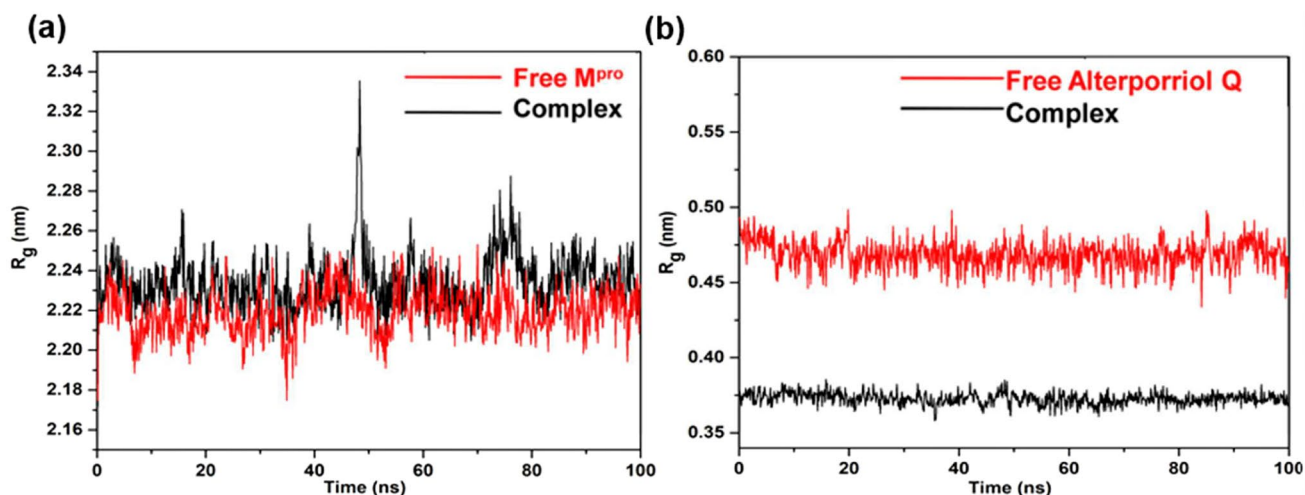 (a)
Free Mᵖʳᵒ
Complex
2.34
2.32
2.30
2.28
2.26
2.24
2.22
2.20
2.18
2.16
Rg (nm)
0
20
40
60
80
100
Time (ns)
(b)
Free Alterporriol Q
Complex
0.60
0.55
0.50
0.45
0.40
0.35
Rg (nm)
0
20
40
60
80
100
Time (ns)